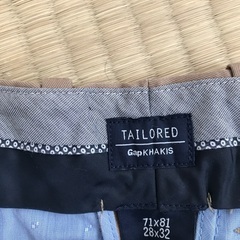 TAILORED
GapKHAKIS
71x81
28x32